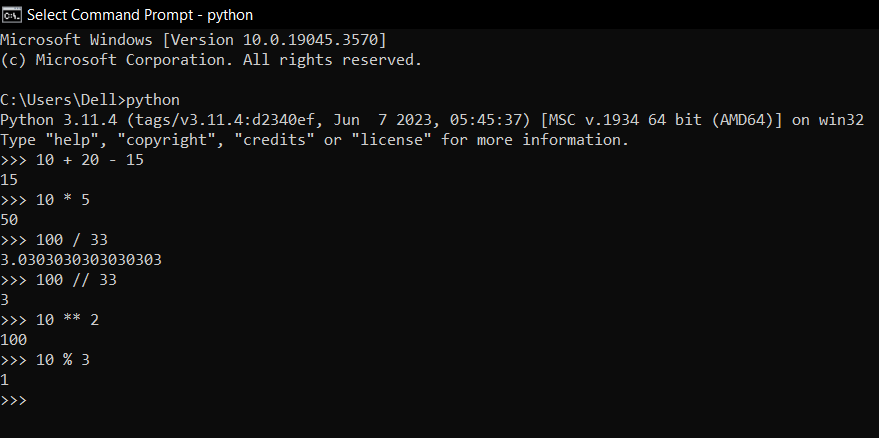 Select Command Prompt - python
Microsoft Windows [Version 10.0.19045.3570]
(c) Microsoft Corporation. All rights reserved.
C:\Users\Dell>python
Python 3.11.4 (tags/v3.11.4:d2340ef, Jun  7 2023, 05:45:37) [MSC v.1934 64 bit (AMD64)] on win32
Type "help", "copyright", "credits" or "license" for more information.
>>> 10 + 20 - 15
15
>>> 10 * 5
50
>>> 100 / 33
3.0303030303030303
>>> 100 // 33
3
>>> 10 ** 2
100
>>> 10 % 3
1
>>>